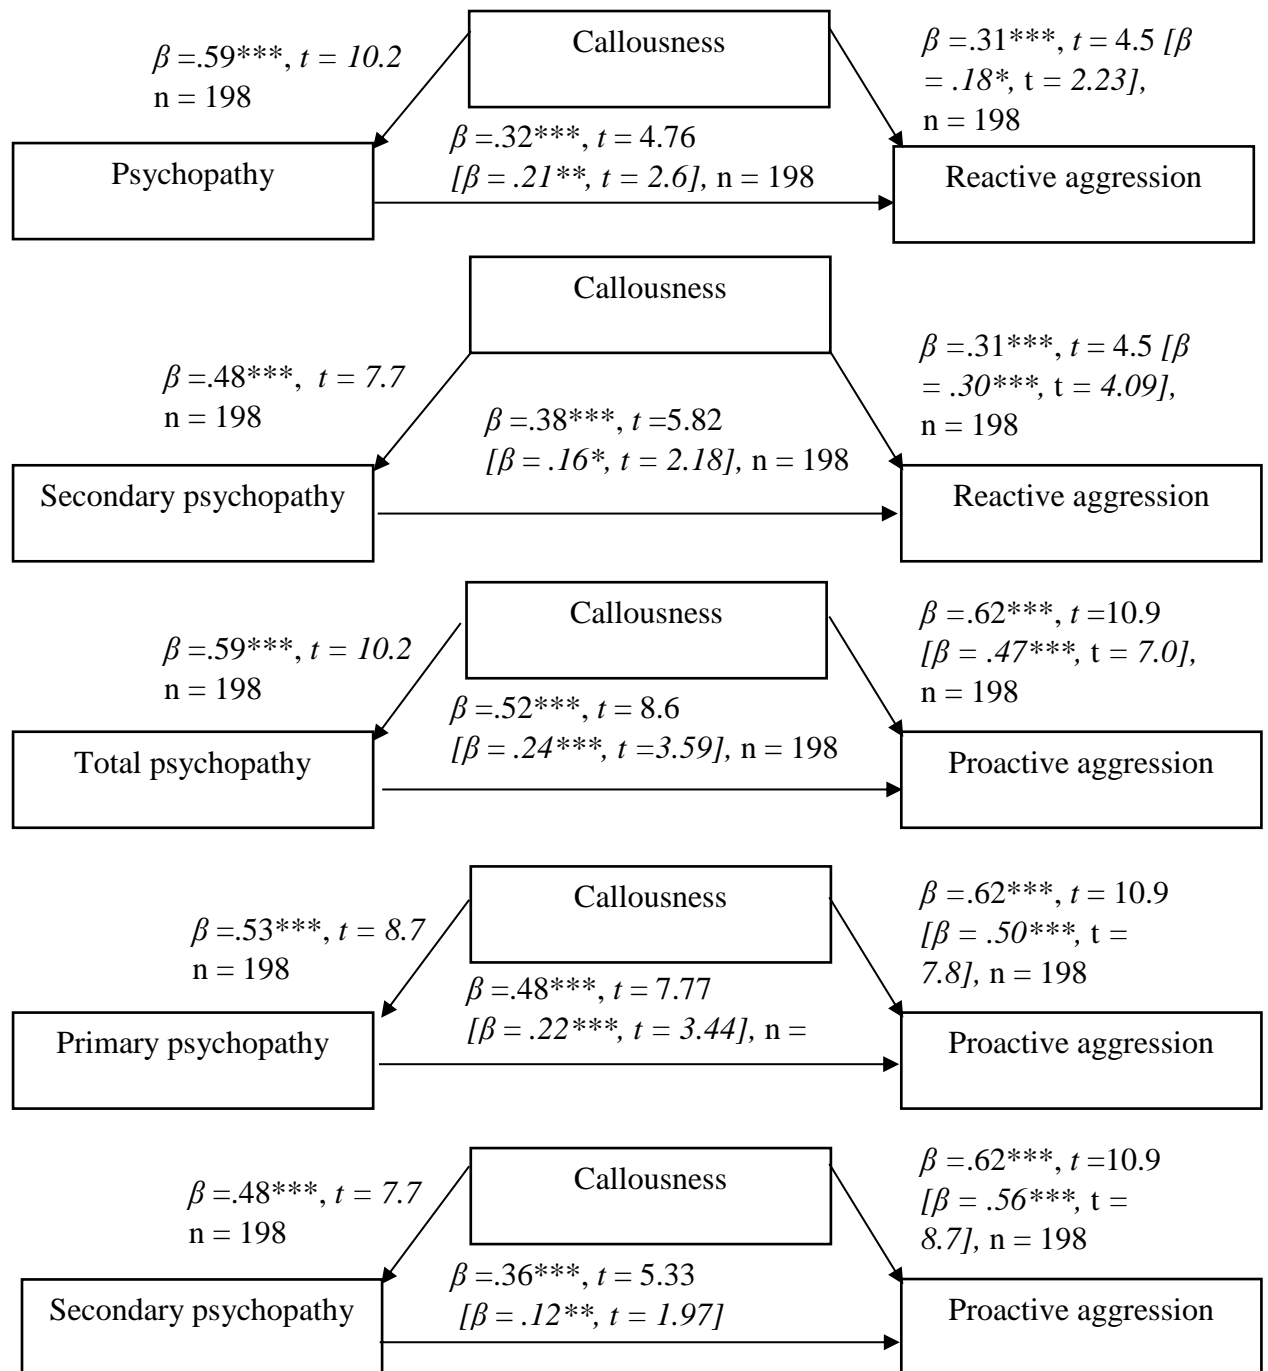 Callousness
β =.59***, t = 10.2
n = 198
β =.31***, t = 4.5 [β
= .18*, t = 2.23],
n = 198
β =.32***, t = 4.76
[β = .21**, t = 2.6], n = 198
Psychopathy
Reactive aggression
Callousness
β =.48***, t = 7.7
n = 198
β =.31***, t = 4.5 [β
= .30***, t = 4.09],
n = 198
β =.38***, t =5.82
[β = .16*, t = 2.18], n = 198
Secondary psychopathy
Reactive aggression
Callousness
β =.59***, t = 10.2
n = 198
β =.62***, t =10.9
[β = .47***, t = 7.0],
n = 198
β =.52***, t = 8.6
[β = .24***, t =3.59], n = 198
Total psychopathy
Proactive aggression
Callousness
β =.53***, t = 8.7
n = 198
β =.62***, t = 10.9
[β = .50***, t =
7.8], n = 198
β =.48***, t = 7.77
[β = .22***, t = 3.44], n =
Primary psychopathy
Proactive aggression
Callousness
β =.48***, t = 7.7
n = 198
β =.62***, t =10.9
[β = .56***, t =
8.7], n = 198
β =.36***, t = 5.33
[β = .12**, t = 1.97]
Secondary psychopathy
Proactive aggression